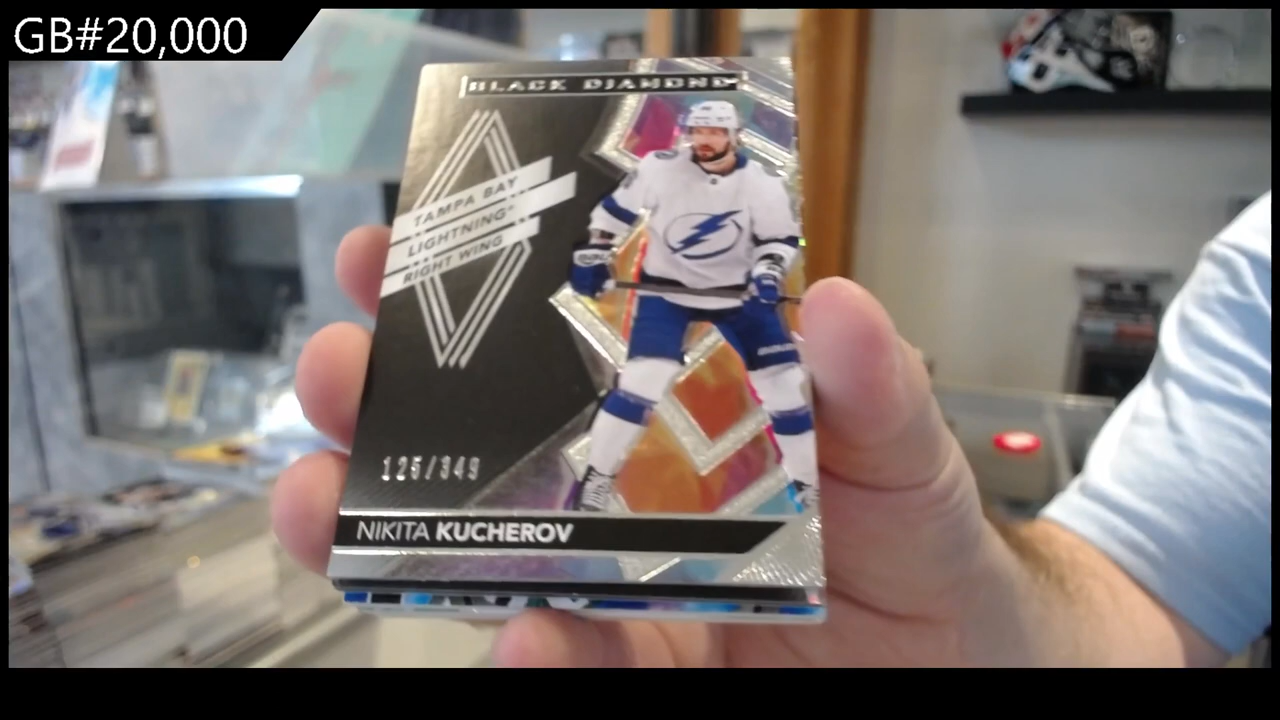 GB#20,000
BLACK DIAMOND
TAMPA BAY
LIGHTNING
RIGHT WING
125/349
NIKITA KUCHEROV